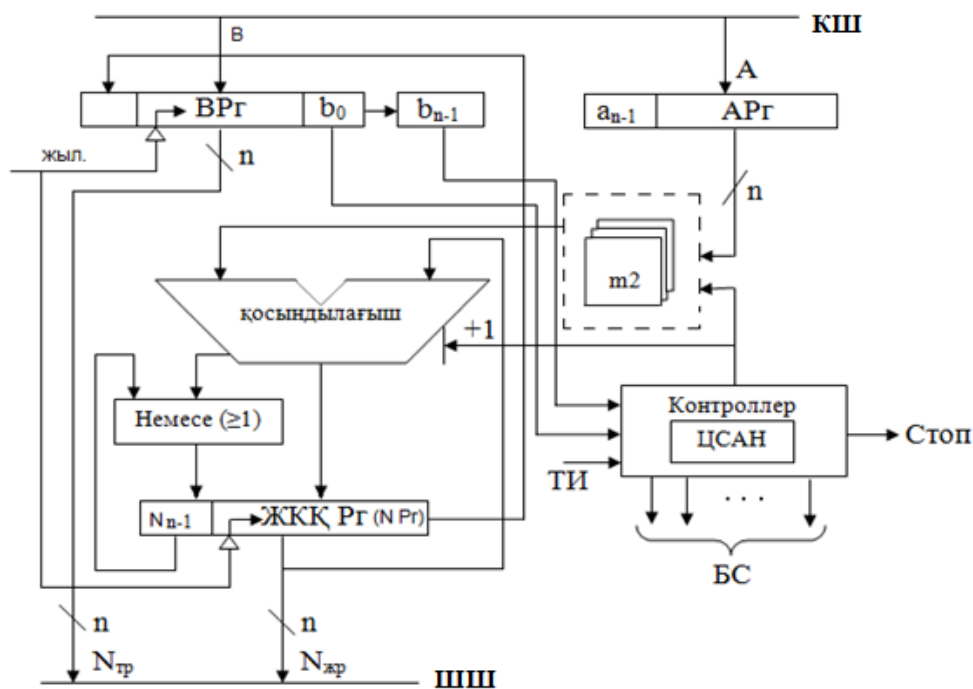 КШ
В
А
ВРг
b0
bn-1
an-1
АРг
жыл.
n
n
m2
қосындылағыш
+1
Немесе (≥1)
Контроллер
ЦСАН
Стоп
ТИ
. . .
Nn-1
ЖКҚ Рг (N Рг)
БС
n
n
Nтр
Nжр
ШШ